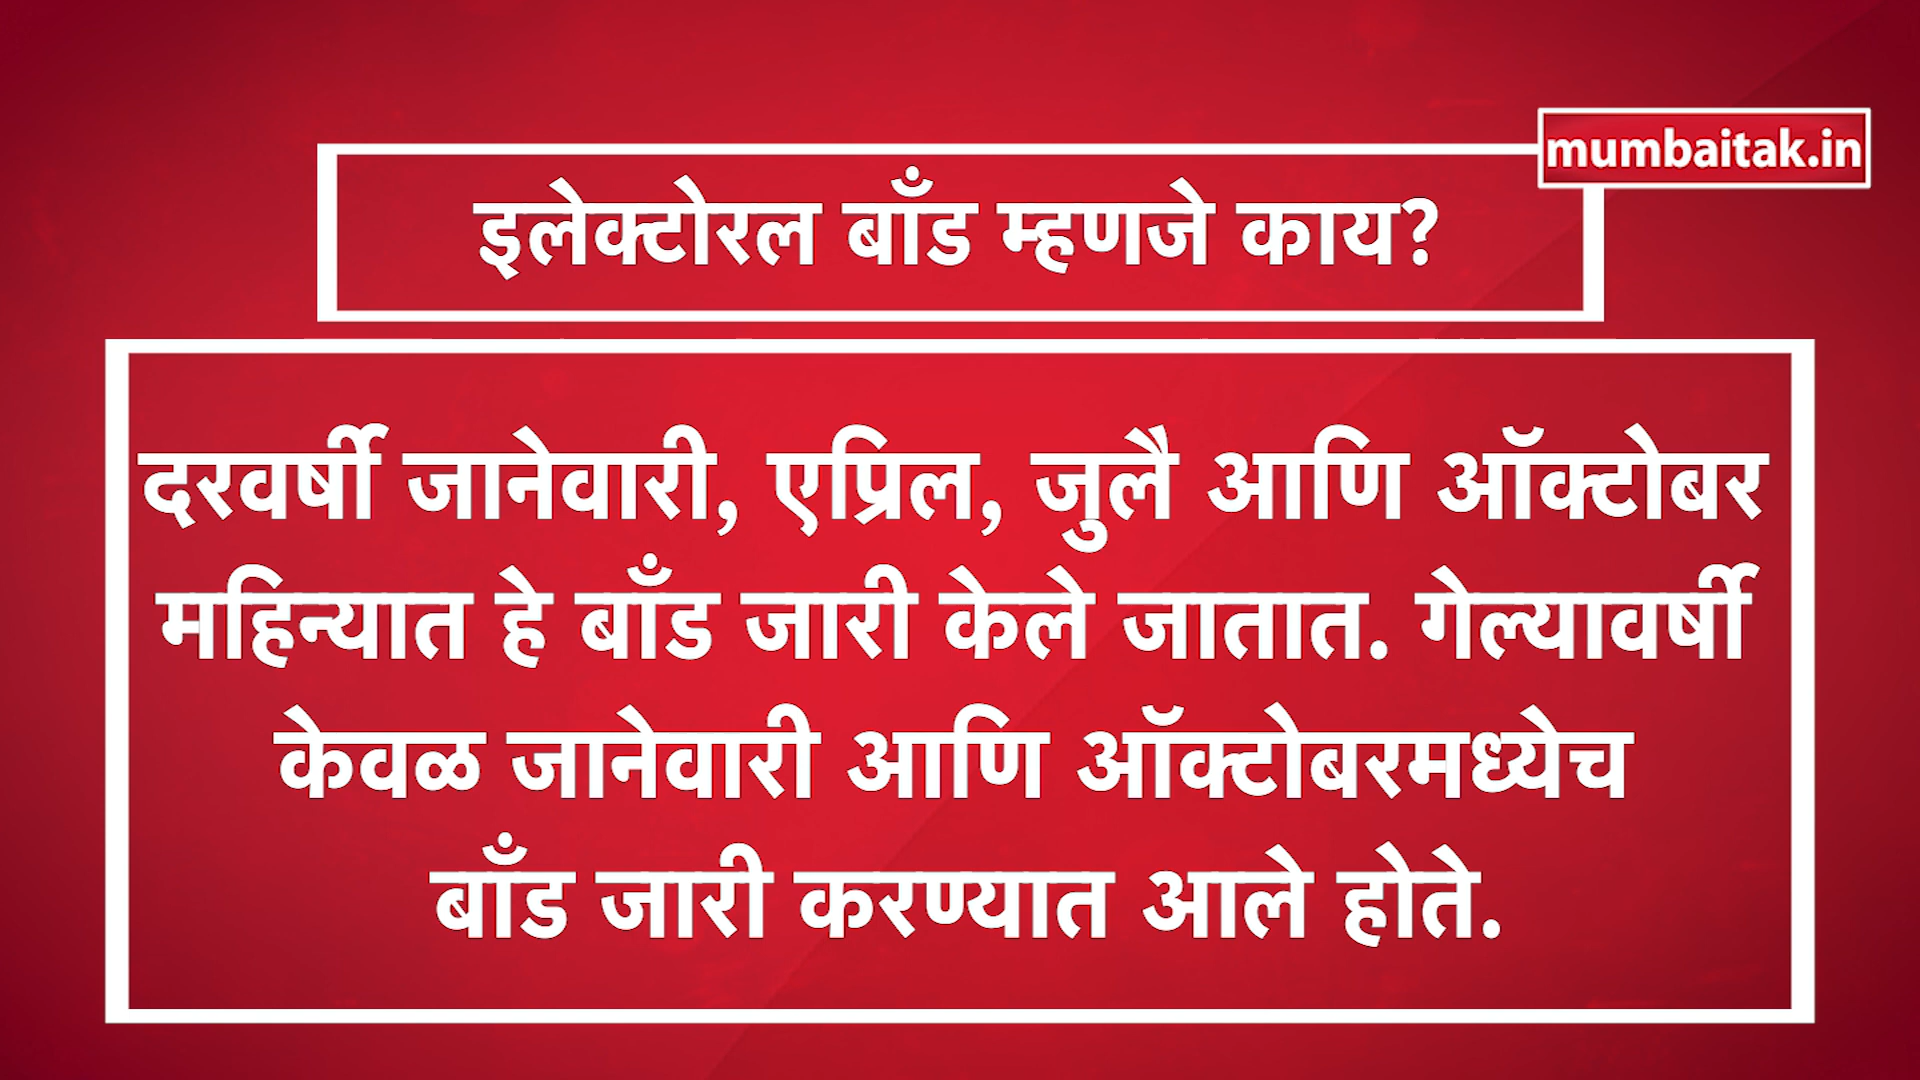 mumbaitak.in
इलेक्टोरल बाँड म्हणजे काय?
दरवर्षी जानेवारी, एप्रिल, जुलै आणि ऑक्टोबर
महिन्यात हे बाँड जारी केले जातात. गेल्यावर्षी
केवळ जानेवारी आणि ऑक्टोबरमध्येच
बाँड जारी करण्यात आले होते.